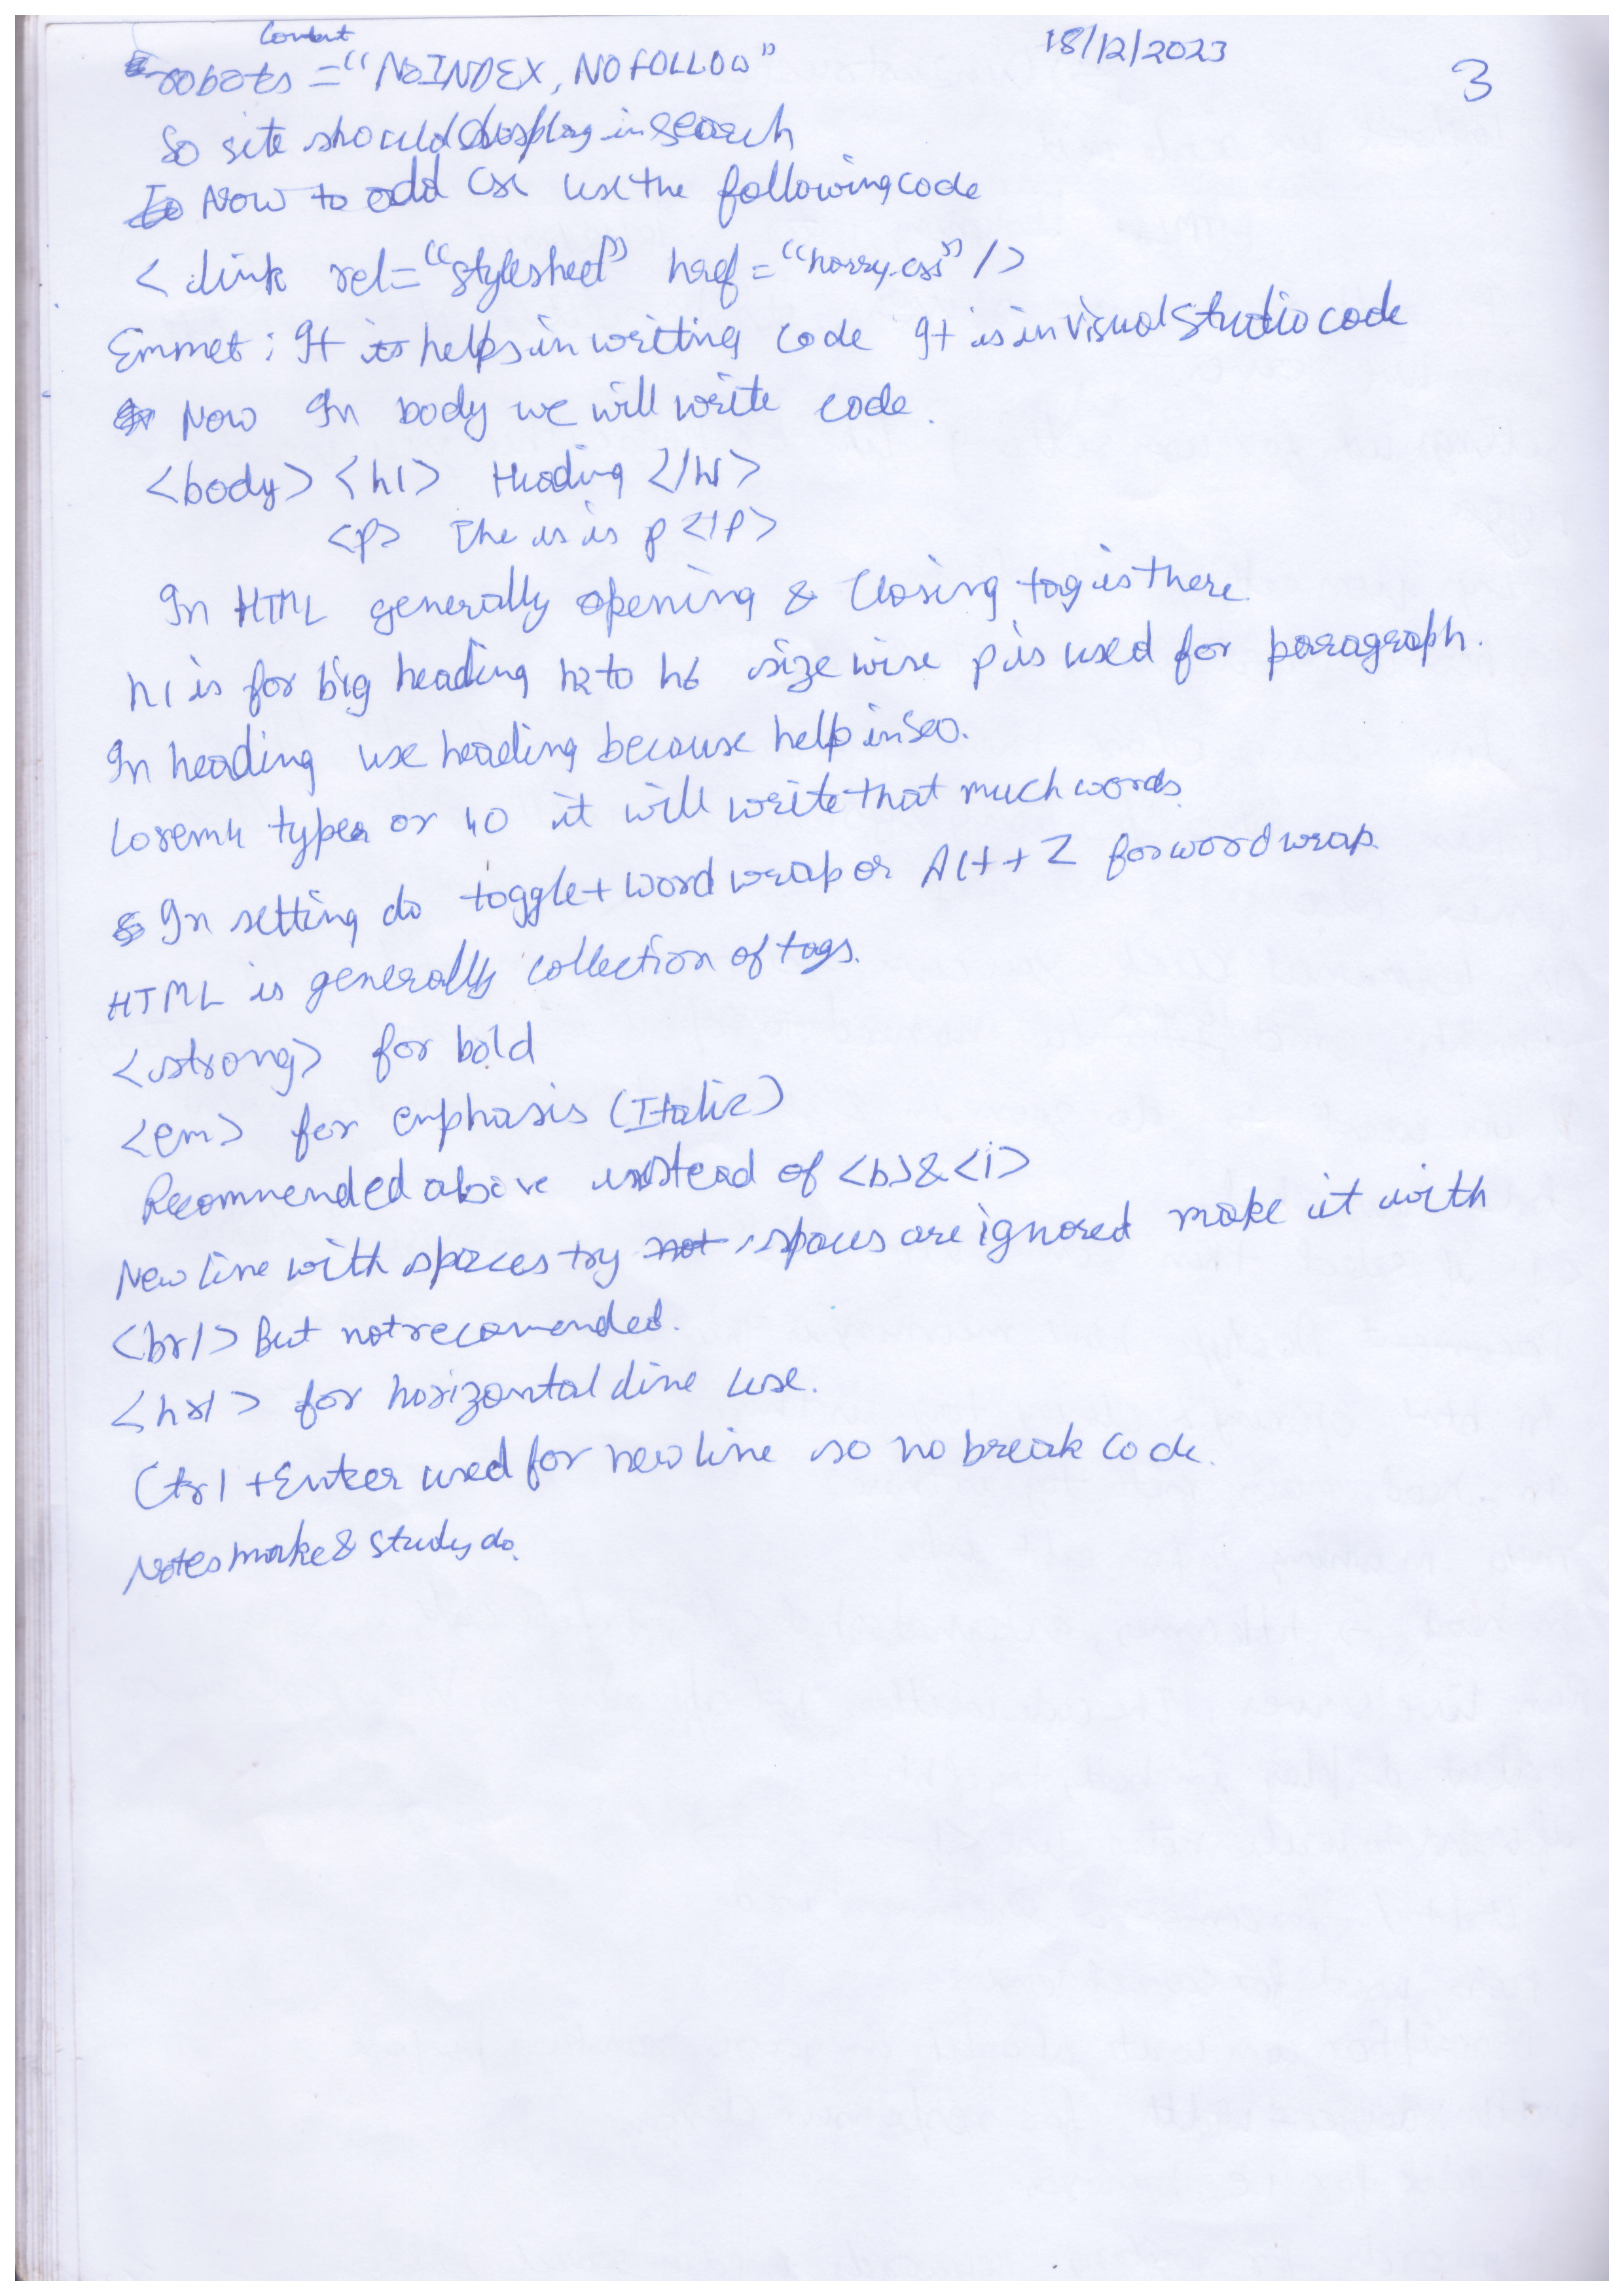 18/12/2023
3
Content
robots = "NoINDEX, NOFOLLOW"
So site should display in search
Now to add css use the following code
< link rel="stylesheet" href="harry.css" />
Emmet : It helps in writing code It is in visual studio code
Now In body we will write code.
<body> <h1> Heading </h1>
<p> The is is p </p>
In HTML generally opening & closing tag is there.
h1 is for big heading h2 to h6 size wise p is used for paragraph.
In heading use heading because help in seo.
Lorem4 type or 40 it will write that much words.
In setting do toggle + word wrap or Alt + Z for word wrap.
HTML is generally collection of tags.
<strong> for bold
<em> for emphasis (Italic)
Recommended above instead of <b> & <i>
New line with spaces try not spaces are ignored make it with
<br/> But not recomended.
<hr/> for horizontal line use.
Ctrl + Enter used for new line so no break code.
Notes make & study do.